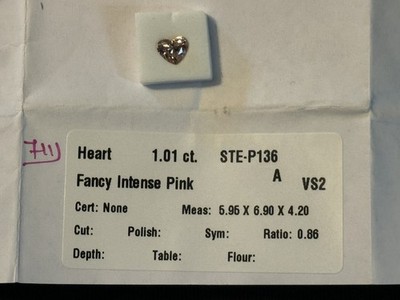 711
Heart 1.01 ct. STE-P136
Fancy Intense Pink A VS2
Cert: None Meas: 5.95 X 6.90 X 4.20
Cut: Polish: Sym: Ratio: 0.86
Depth: Table: Flour: